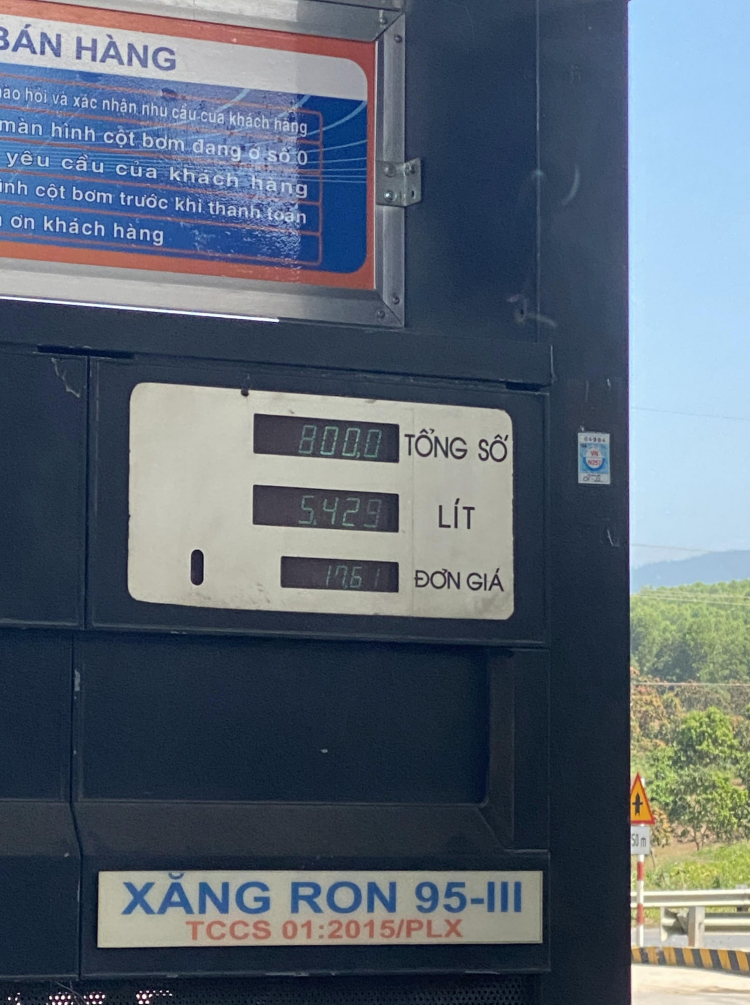 BÁN HÀNG
hào hỏi và xác nhận nhu cầu của khách hàng
màn hình cột bơm đang ở số 0
yêu cầu của khách hàng
ình cột bơm trước khi thanh toán
ơn khách hàng
800.0 TỔNG SỐ
5.429 LÍT
17.61 ĐƠN GIÁ
XĂNG RON 95-III
TCCS 01:2015/PLX
50 m